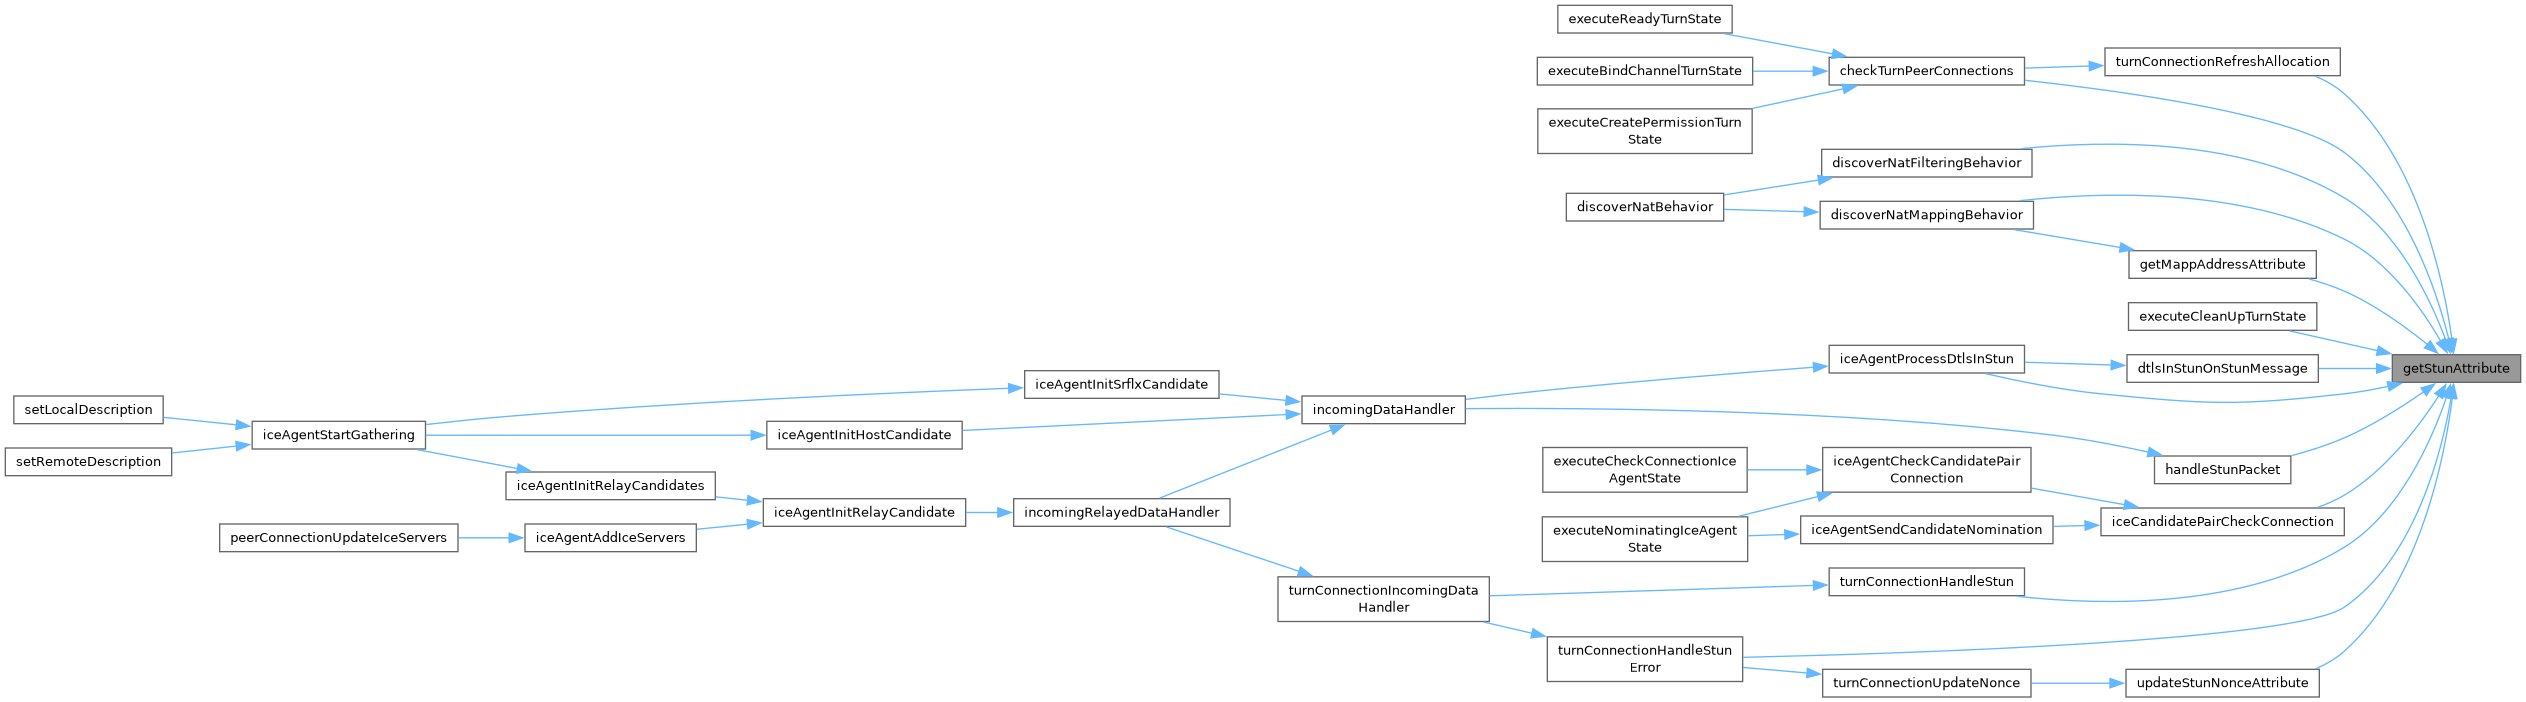 executeReadyTurnState
executeBindChannelTurnState
checkTurnPeerConnections
turnConnectionRefreshAllocation
executeCreatePermissionTurn
State
discoverNatFilteringBehavior
discoverNatBehavior
discoverNatMappingBehavior
getMappAddressAttribute
executeCleanUpTurnState
iceAgentProcessDtlsInStun
dtlsInStunOnStunMessage
getStunAttribute
iceAgentInitSrflxCandidate
setLocalDescription
incomingDataHandler
iceAgentStartGathering
iceAgentInitHostCandidate
setRemoteDescription
executeCheckConnectionIce
AgentState
iceAgentCheckCandidatePair
Connection
handleStunPacket
iceAgentInitRelayCandidates
iceAgentInitRelayCandidate
incomingRelayedDataHandler
iceCandidatePairCheckConnection
peerConnectionUpdateIceServers
iceAgentAddIceServers
executeNominatingIceAgent
State
iceAgentSendCandidateNomination
turnConnectionIncomingData
Handler
turnConnectionHandleStun
turnConnectionHandleStun
Error
turnConnectionUpdateNonce
updateStunNonceAttribute